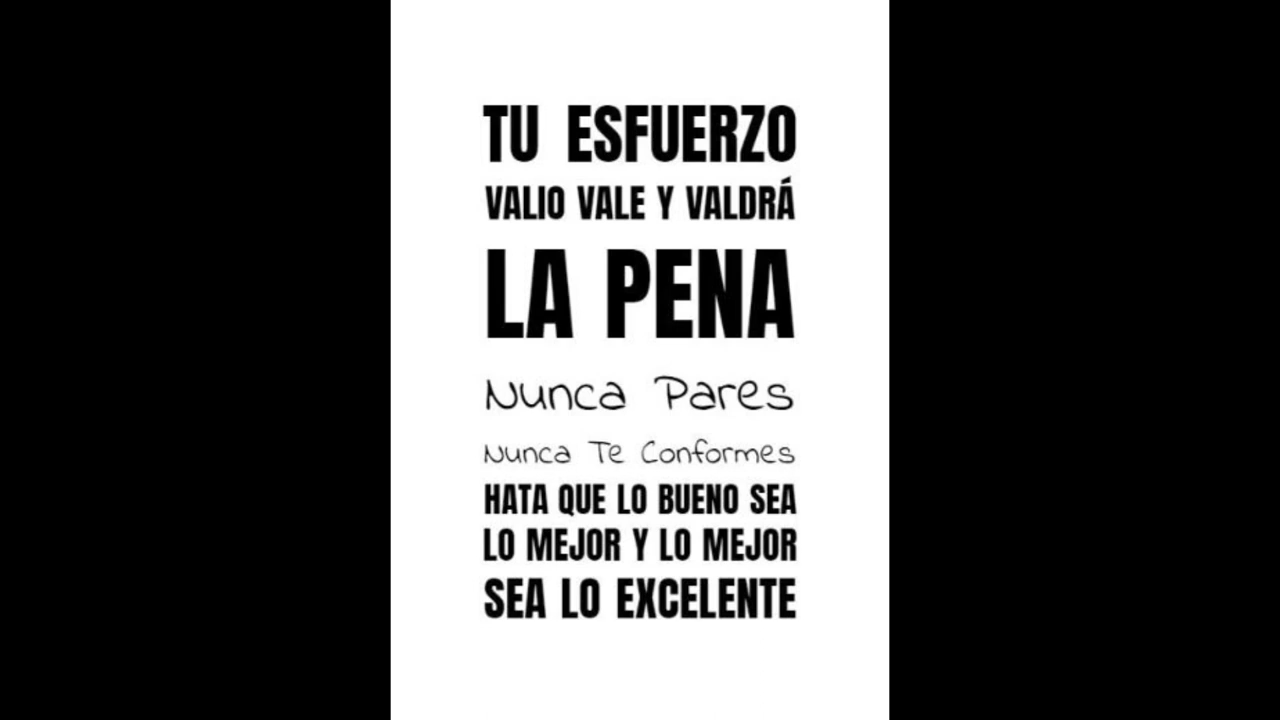 TU ESFUERZO
VALIO VALE Y VALDRÁ
LA PENA
Nunca Pares
Nunca Te Conformes
HATA QUE LO BUENO SEA
LO MEJOR Y LO MEJOR
SEA LO EXCELENTE